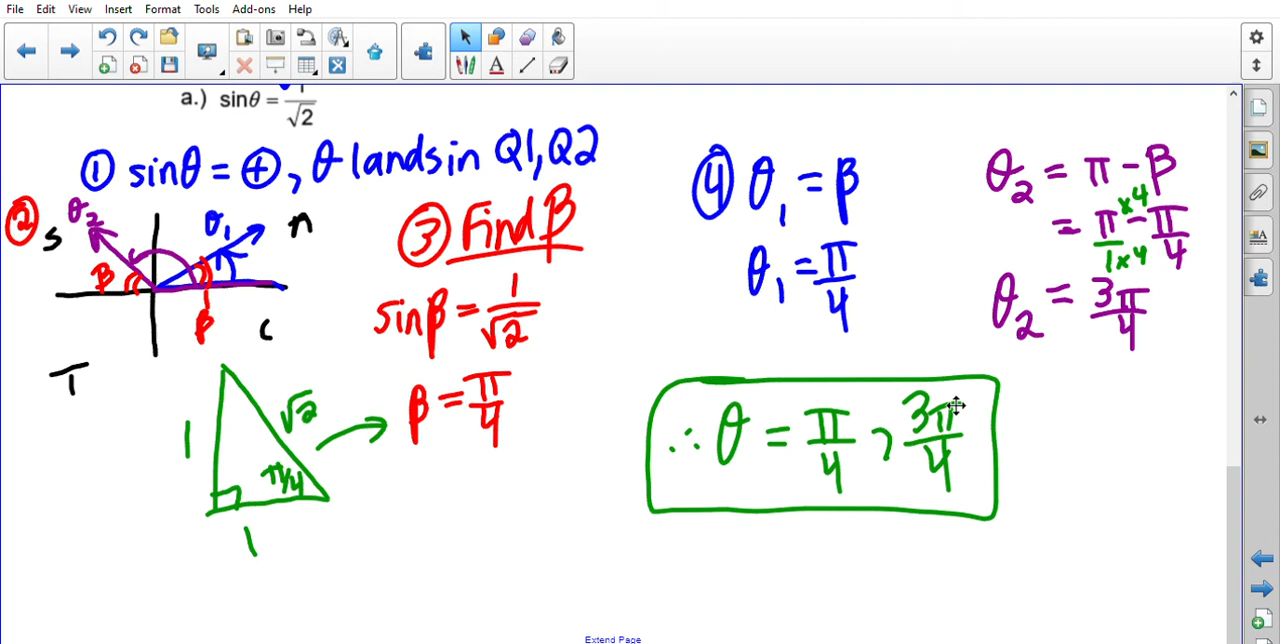 File Edit View Insert Format Tools Add-ons Help
a.) sinθ = 1/√2
① sinθ = ⊕, θ lands in Q1, Q2
②
S
A
T
C
θ₂
θ₁
β
β
③ Find β
sinβ = 1/√2
β = π/4
1
√2
π/4
1
④ θ₁ = β
θ₁ = π/4
θ₂ = π - β
= π/1 ×4/×4 - π/4
θ₂ = 3π/4
∴ θ = π/4 , 3π/4
Extend Page